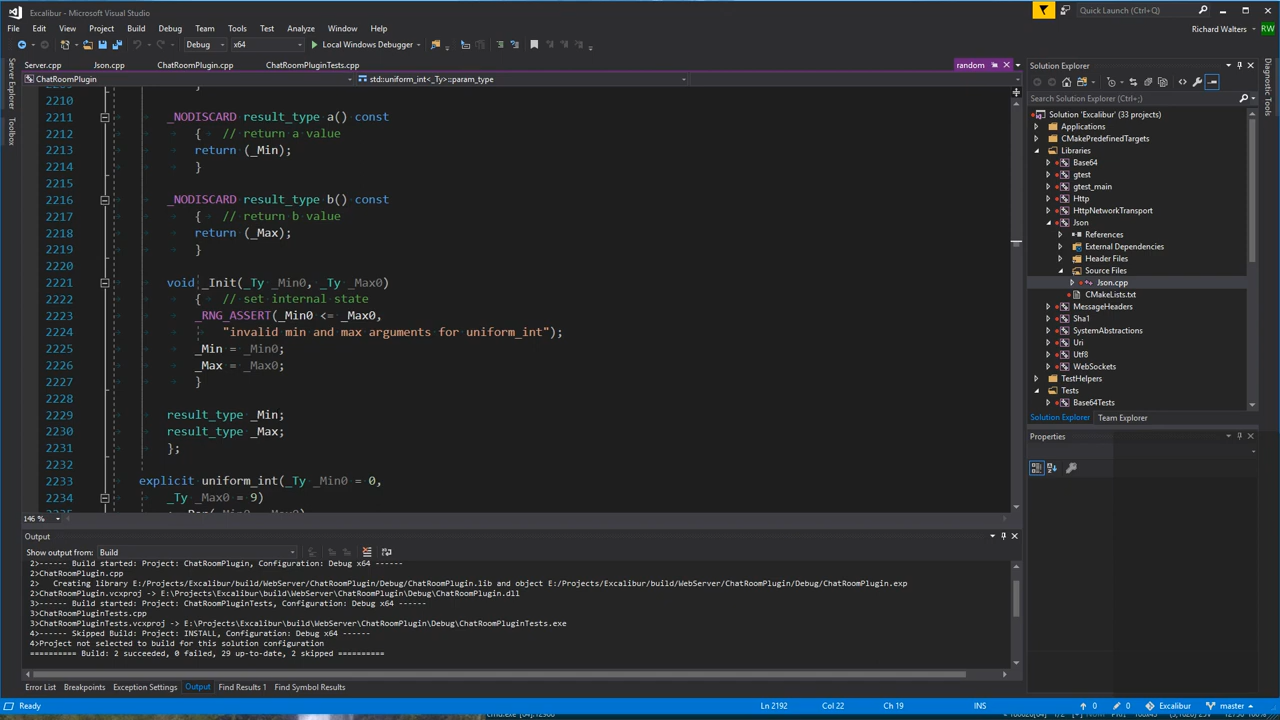 Excalibur - Microsoft Visual Studio
Quick Launch (Ctrl+Q)
File Edit View Project Build Debug Team Tools Test Analyze Window Help
Richard Walters RW
Debug x64 Local Windows Debugger
Server.cpp Json.cpp ChatRoomPlugin.cpp ChatRoomPluginTests.cpp random
ChatRoomPlugin std::uniform_int<_Ty>::param_type
Server Explorer
Toolbox
2210
2211 _NODISCARD result_type a() const
2212 { // return a value
2213 return (_Min);
2214 }
2215
2216 _NODISCARD result_type b() const
2217 { // return b value
2218 return (_Max);
2219 }
2220
2221 void _Init(_Ty _Min0, _Ty _Max0)
2222 { // set internal state
2223 _RNG_ASSERT(_Min0 <= _Max0,
2224 "invalid min and max arguments for uniform_int");
2225 _Min = _Min0;
2226 _Max = _Max0;
2227 }
2228
2229 result_type _Min;
2230 result_type _Max;
2231 };
2232
2233 explicit uniform_int(_Ty _Min0 = 0,
2234 _Ty _Max0 = 9)
146 %
Solution Explorer
Search Solution Explorer (Ctrl+;)
Solution 'Excalibur' (33 projects)
Applications
CMakePredefinedTargets
Libraries
Base64
gtest
gtest_main
Http
HttpNetworkTransport
Json
References
External Dependencies
Header Files
Source Files
Json.cpp
CMakeLists.txt
MessageHeaders
Sha1
SystemAbstractions
Uri
Utf8
WebSockets
TestHelpers
Tests
Base64Tests
Solution Explorer Team Explorer
Properties
Diagnostic Tools
Output
Show output from: Build
2>------ Build started: Project: ChatRoomPlugin, Configuration: Debug x64 ------
2>ChatRoomPlugin.cpp
2> Creating library E:/Projects/Excalibur/build/WebServer/ChatRoomPlugin/Debug/ChatRoomPlugin.lib and object E:/Projects/Excalibur/build/WebServer/ChatRoomPlugin/Debug/ChatRoomPlugin.exp
2>ChatRoomPlugin.vcxproj -> E:\Projects\Excalibur\build\WebServer\ChatRoomPlugin\Debug\ChatRoomPlugin.dll
3>------ Build started: Project: ChatRoomPluginTests, Configuration: Debug x64 ------
3>ChatRoomPluginTests.cpp
3>ChatRoomPluginTests.vcxproj -> E:\Projects\Excalibur\build\WebServer\ChatRoomPlugin\Debug\ChatRoomPluginTests.exe
4>------ Skipped Build: Project: INSTALL, Configuration: Debug x64 ------
4>Project not selected to build for this solution configuration
========== Build: 2 succeeded, 0 failed, 29 up-to-date, 2 skipped ==========
Error List Breakpoints Exception Settings Output Find Results 1 Find Symbol Results
Ready Ln 2192 Col 22 Ch 19 INS 0 0 Excalibur master